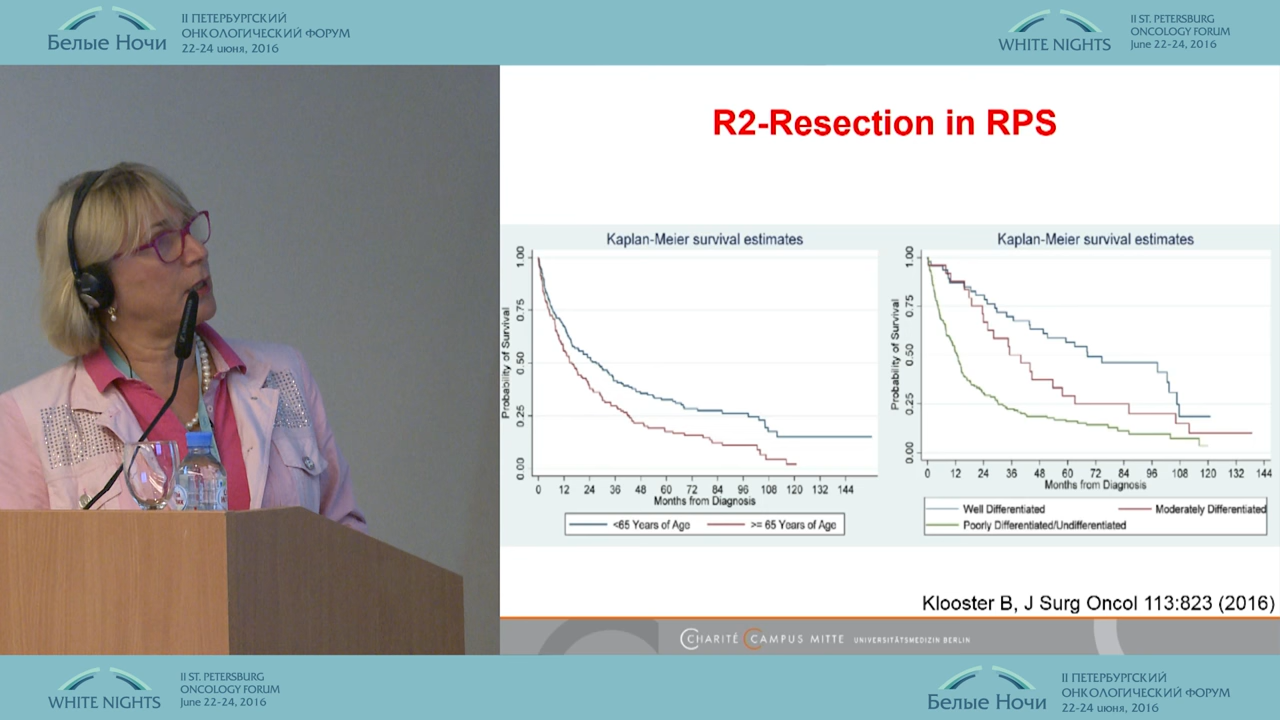 Белые Ночи
II ПЕТЕРБУРГСКИЙ
ОНКОЛОГИЧЕСКИЙ ФОРУМ
22-24 июня, 2016
WHITE NIGHTS
II ST. PETERSBURG
ONCOLOGY FORUM
June 22-24, 2016
R2-Resection in RPS
Kaplan-Meier survival estimates
Probability of Survival
1.00
0.75
0.50
0.25
0.00
0 12 24 36 48 60 72 84 96 108 120 132 144
Months from Diagnosis
<65 Years of Age
>= 65 Years of Age
Kaplan-Meier survival estimates
Probability of Survival
1.00
0.75
0.50
0.25
0.00
0 12 24 36 48 60 72 84 96 108 120 132 144
Months from Diagnosis
Well Differentiated
Moderately Differentiated
Poorly Differentiated/Undifferentiated
Klooster B, J Surg Oncol 113:823 (2016)
CHARITÉ CAMPUS MITTE UNIVERSITÄTSMEDIZIN BERLIN
WHITE NIGHTS
II ST. PETERSBURG
ONCOLOGY FORUM
June 22-24, 2016
Белые Ночи
II ПЕТЕРБУРГСКИЙ
ОНКОЛОГИЧЕСКИЙ ФОРУМ
22-24 июня, 2016